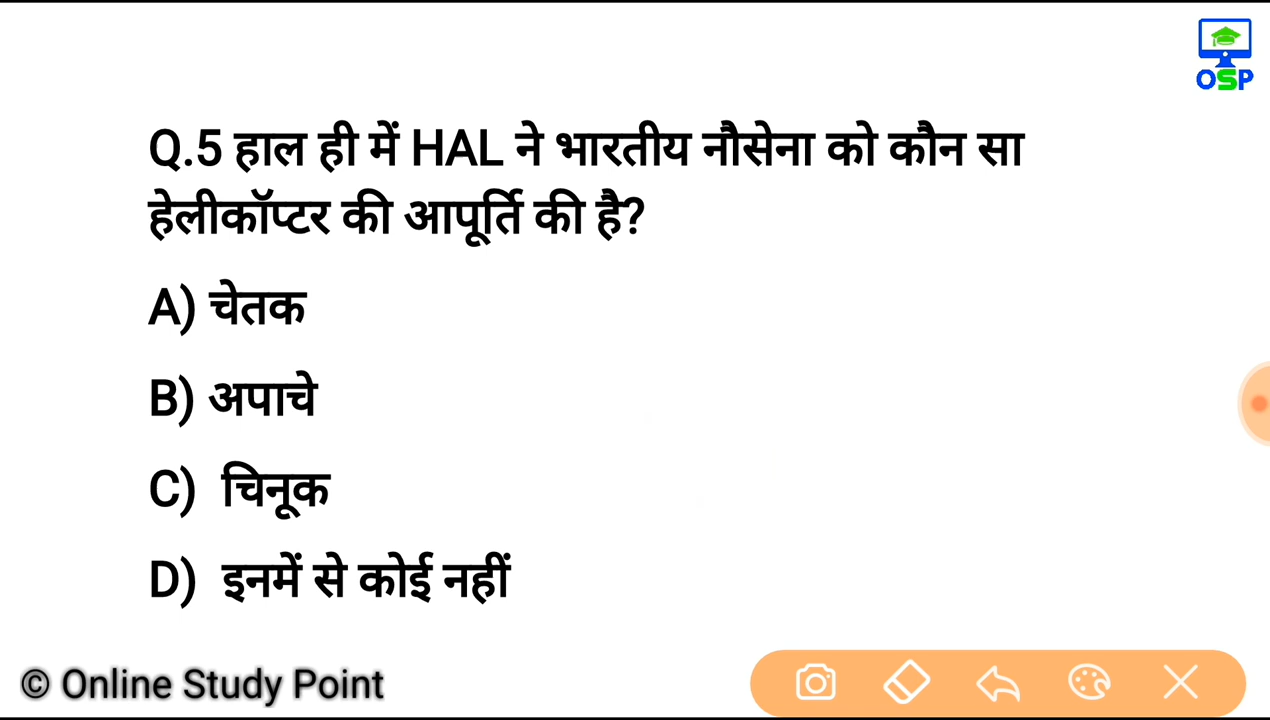 OSP
Q.5 हाल ही में HAL ने भारतीय नौसेना को कौन सा
हेलीकॉप्टर की आपूर्ति की है?
A) चेतक
B) अपाचे
C) चिनूक
D) इनमें से कोई नहीं
© Online Study Point